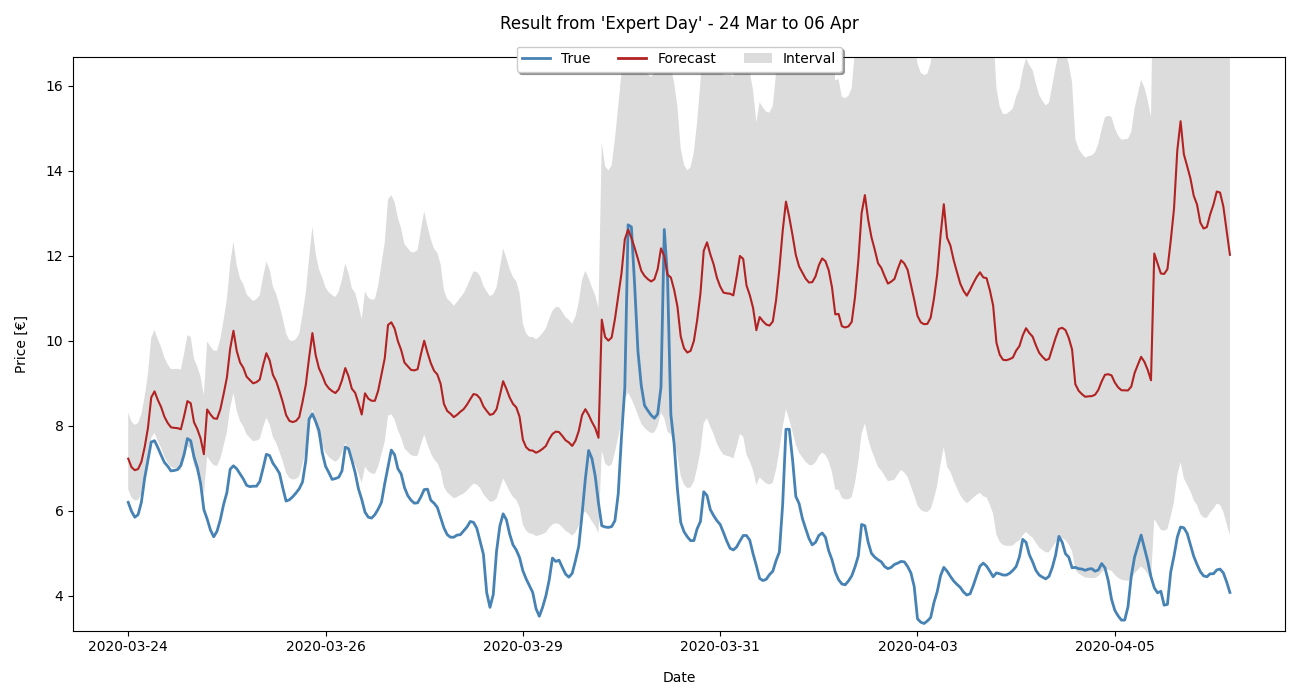 Result from 'Expert Day' - 24 Mar to 06 Apr
True Forecast Interval
16
14
12
10
8
6
4
Price [€]
2020-03-24 2020-03-26 2020-03-29 2020-03-31 2020-04-03 2020-04-05
Date